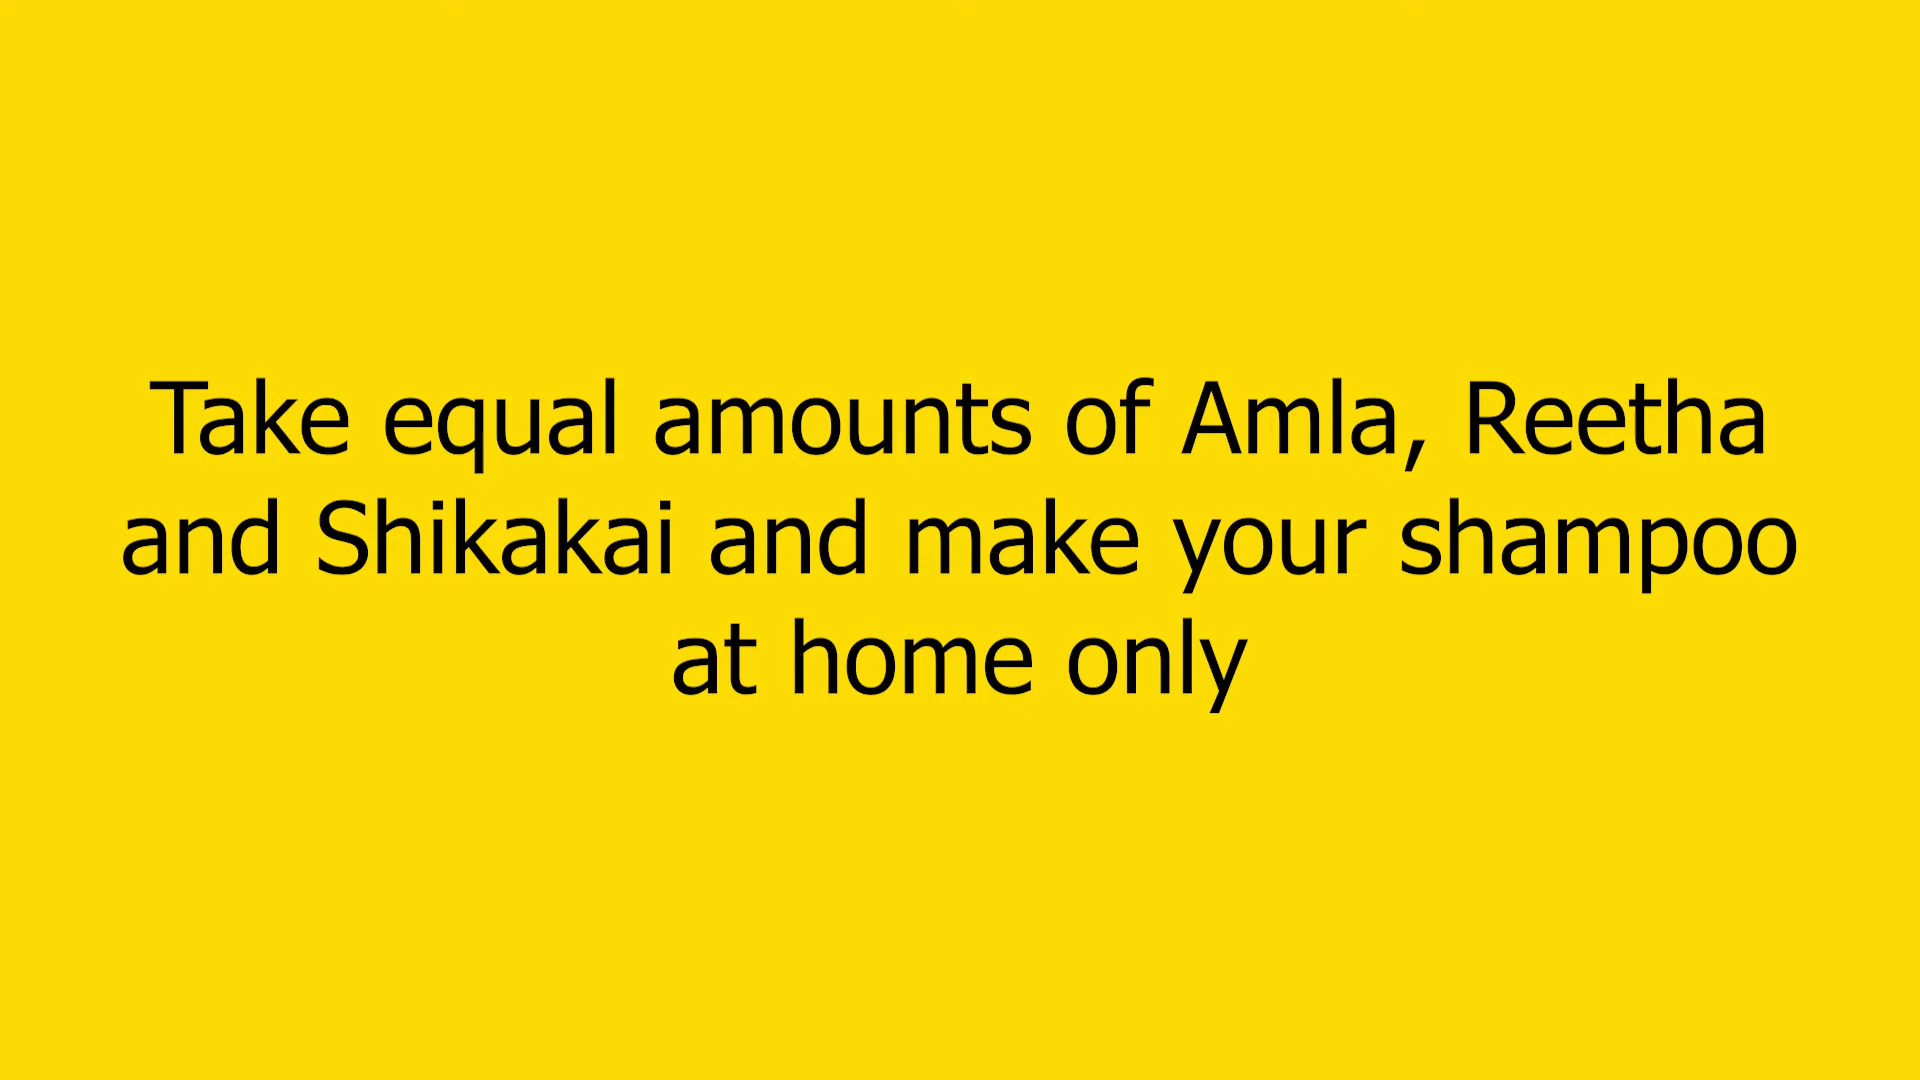 Take equal amounts of Amla, Reetha
and Shikakai and make your shampoo
at home only